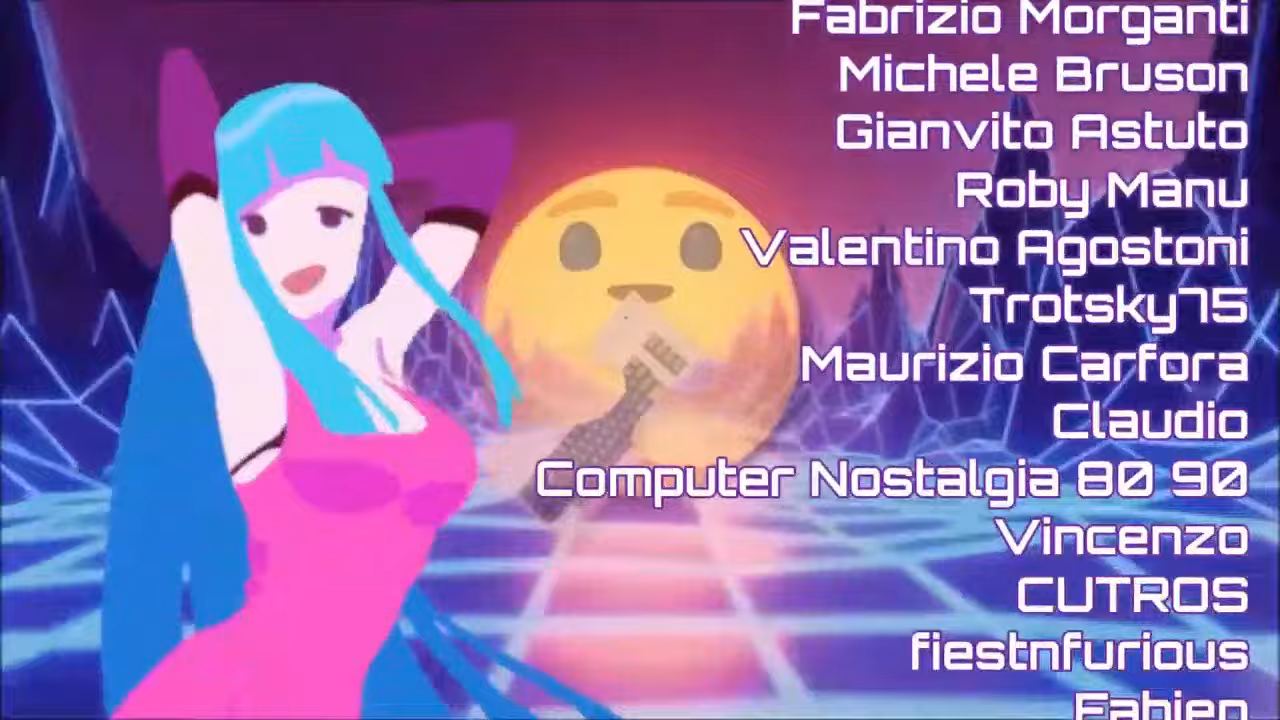 Fabrizio Morganti
Michele Bruson
Gianvito Astuto
Roby Manu
Valentino Agostoni
Trotsky75
Maurizio Carfora
Claudio
Computer Nostalgia 80 90
Vincenzo
CUTROS
fiestnfurious
Fabien